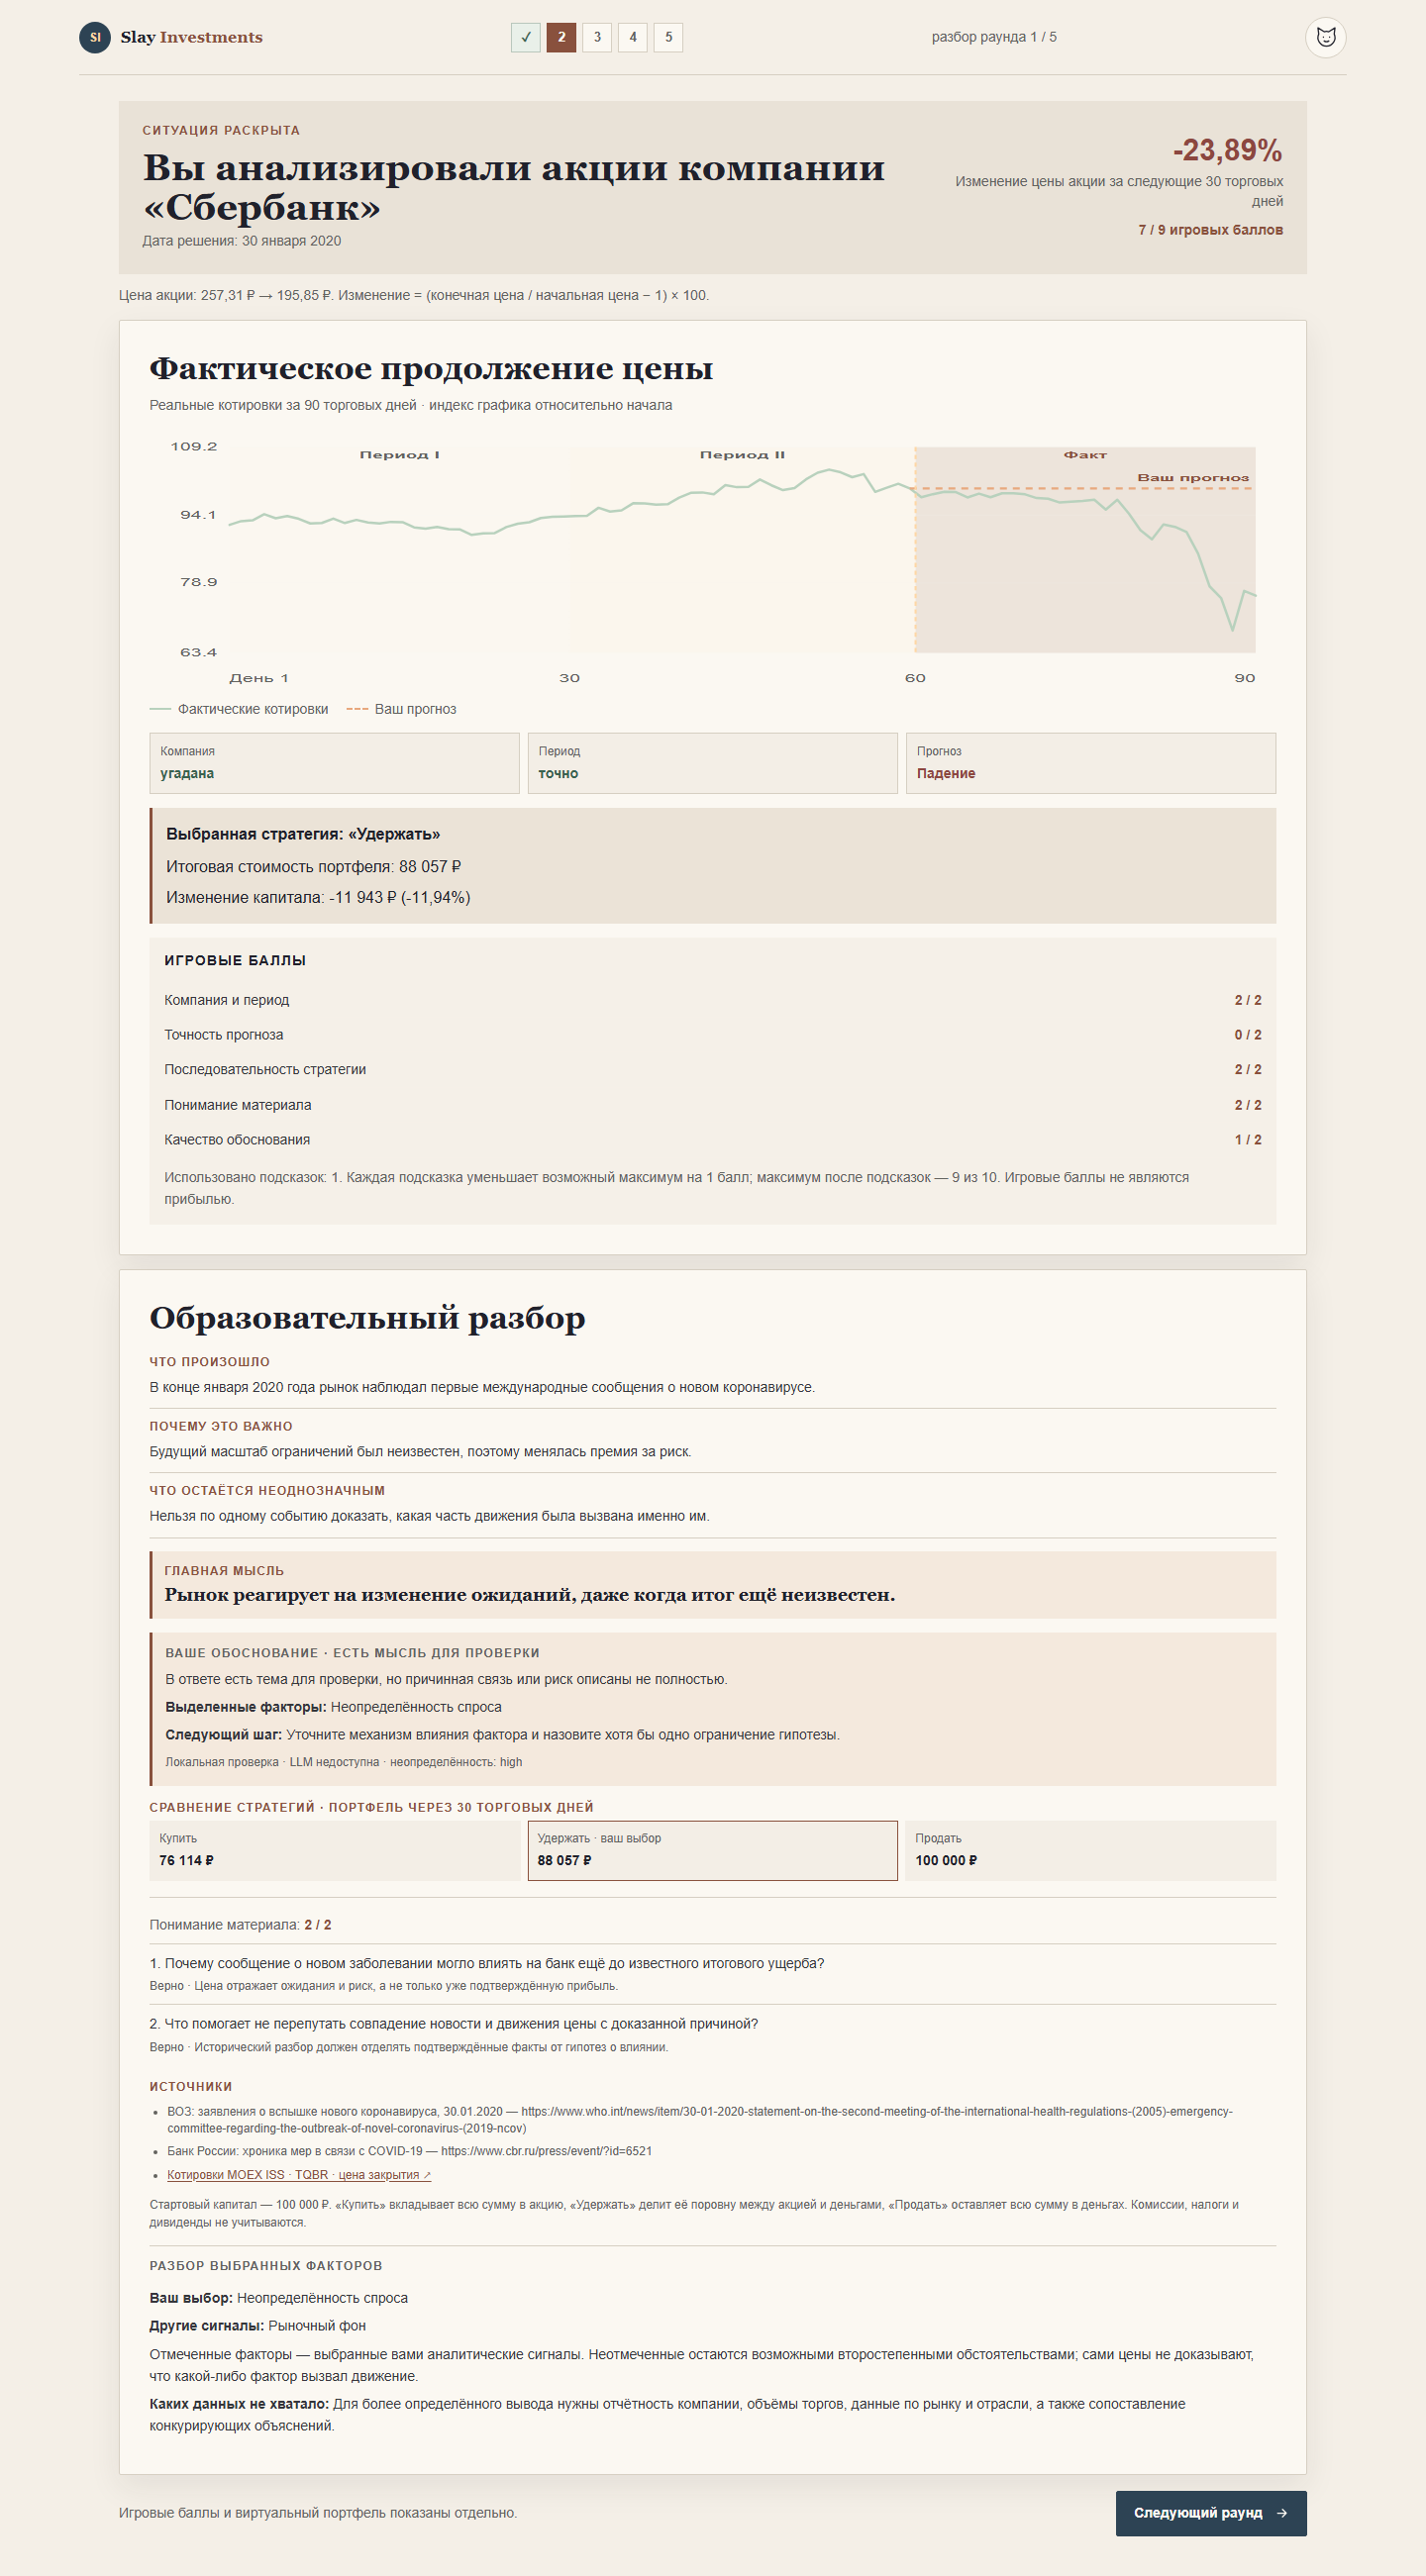 SI Slay Investments
✓ 2 3 4 5
разбор раунда 1 / 5
СИТУАЦИЯ РАСКРЫТА
Вы анализировали акции компании
«Сбербанк»
Дата решения: 30 января 2020
-23,89%
Изменение цены акции за следующие 30 торговых
дней
7 / 9 игровых баллов
Цена акции: 257,31 ₽ → 195,85 ₽. Изменение = (конечная цена / начальная цена − 1) × 100.
Фактическое продолжение цены
Реальные котировки за 90 торговых дней · индекс графика относительно начала
109.2
94.1
78.9
63.4
Период I
Период II
Факт
Ваш прогноз
День 1
30
60
90
Фактические котировки
Ваш прогноз
Компания
угадана
Период
точно
Прогноз
Падение
Выбранная стратегия: «Удержать»
Итоговая стоимость портфеля: 88 057 ₽
Изменение капитала: -11 943 ₽ (-11,94%)
ИГРОВЫЕ БАЛЛЫ
Компания и период 2 / 2
Точность прогноза 0 / 2
Последовательность стратегии 2 / 2
Понимание материала 2 / 2
Качество обоснования 1 / 2
Использовано подсказок: 1. Каждая подсказка уменьшает возможный максимум на 1 балл; максимум после подсказок — 9 из 10. Игровые баллы не являются
прибылью.
Образовательный разбор
ЧТО ПРОИЗОШЛО
В конце января 2020 года рынок наблюдал первые международные сообщения о новом коронавирусе.
ПОЧЕМУ ЭТО ВАЖНО
Будущий масштаб ограничений был неизвестен, поэтому менялась премия за риск.
ЧТО ОСТАЁТСЯ НЕОДНОЗНАЧНЫМ
Нельзя по одному событию доказать, какая часть движения была вызвана именно им.
ГЛАВНАЯ МЫСЛЬ
Рынок реагирует на изменение ожиданий, даже когда итог ещё неизвестен.
ВАШЕ ОБОСНОВАНИЕ · ЕСТЬ МЫСЛЬ ДЛЯ ПРОВЕРКИ
В ответе есть тема для проверки, но причинная связь или риск описаны не полностью.
Выделенные факторы: Неопределённость спроса
Следующий шаг: Уточните механизм влияния фактора и назовите хотя бы одно ограничение гипотезы.
Локальная проверка · LLM недоступна · неопределённость: high
СРАВНЕНИЕ СТРАТЕГИЙ · ПОРТФЕЛЬ ЧЕРЕЗ 30 ТОРГОВЫХ ДНЕЙ
Купить
76 114 ₽
Удержать · ваш выбор
88 057 ₽
Продать
100 000 ₽
Понимание материала: 2 / 2
1. Почему сообщение о новом заболевании могло влиять на банк ещё до известного итогового ущерба?
Верно · Цена отражает ожидания и риск, а не только уже подтверждённую прибыль.
2. Что помогает не перепутать совпадение новости и движения цены с доказанной причиной?
Верно · Исторический разбор должен отделять подтверждённые факты от гипотез о влиянии.
ИСТОЧНИКИ
• ВОЗ: заявления о вспышке нового коронавируса, 30.01.2020 — https://www.who.int/news/item/30-01-2020-statement-on-the-second-meeting-of-the-international-health-regulations-(2005)-emergency-
committee-regarding-the-outbreak-of-novel-coronavirus-(2019-ncov)
• Банк России: хроника мер в связи с COVID-19 — https://www.cbr.ru/press/event/?id=6521
• Котировки MOEX ISS · TQBR · цена закрытия ↗
Стартовый капитал — 100 000 ₽. «Купить» вкладывает всю сумму в акцию, «Удержать» делит её поровну между акцией и деньгами, «Продать» оставляет всю сумму в деньгах. Комиссии, налоги и
дивиденды не учитываются.
РАЗБОР ВЫБРАННЫХ ФАКТОРОВ
Ваш выбор: Неопределённость спроса
Другие сигналы: Рыночный фон
Отмеченные факторы — выбранные вами аналитические сигналы. Неотмеченные остаются возможными второстепенными обстоятельствами; сами цены не доказывают,
что какой-либо фактор вызвал движение.
Каких данных не хватало: Для более определённого вывода нужны отчётность компании, объёмы торгов, данные по рынку и отрасли, а также сопоставление
конкурирующих объяснений.
Игровые баллы и виртуальный портфель показаны отдельно.
Следующий раунд →